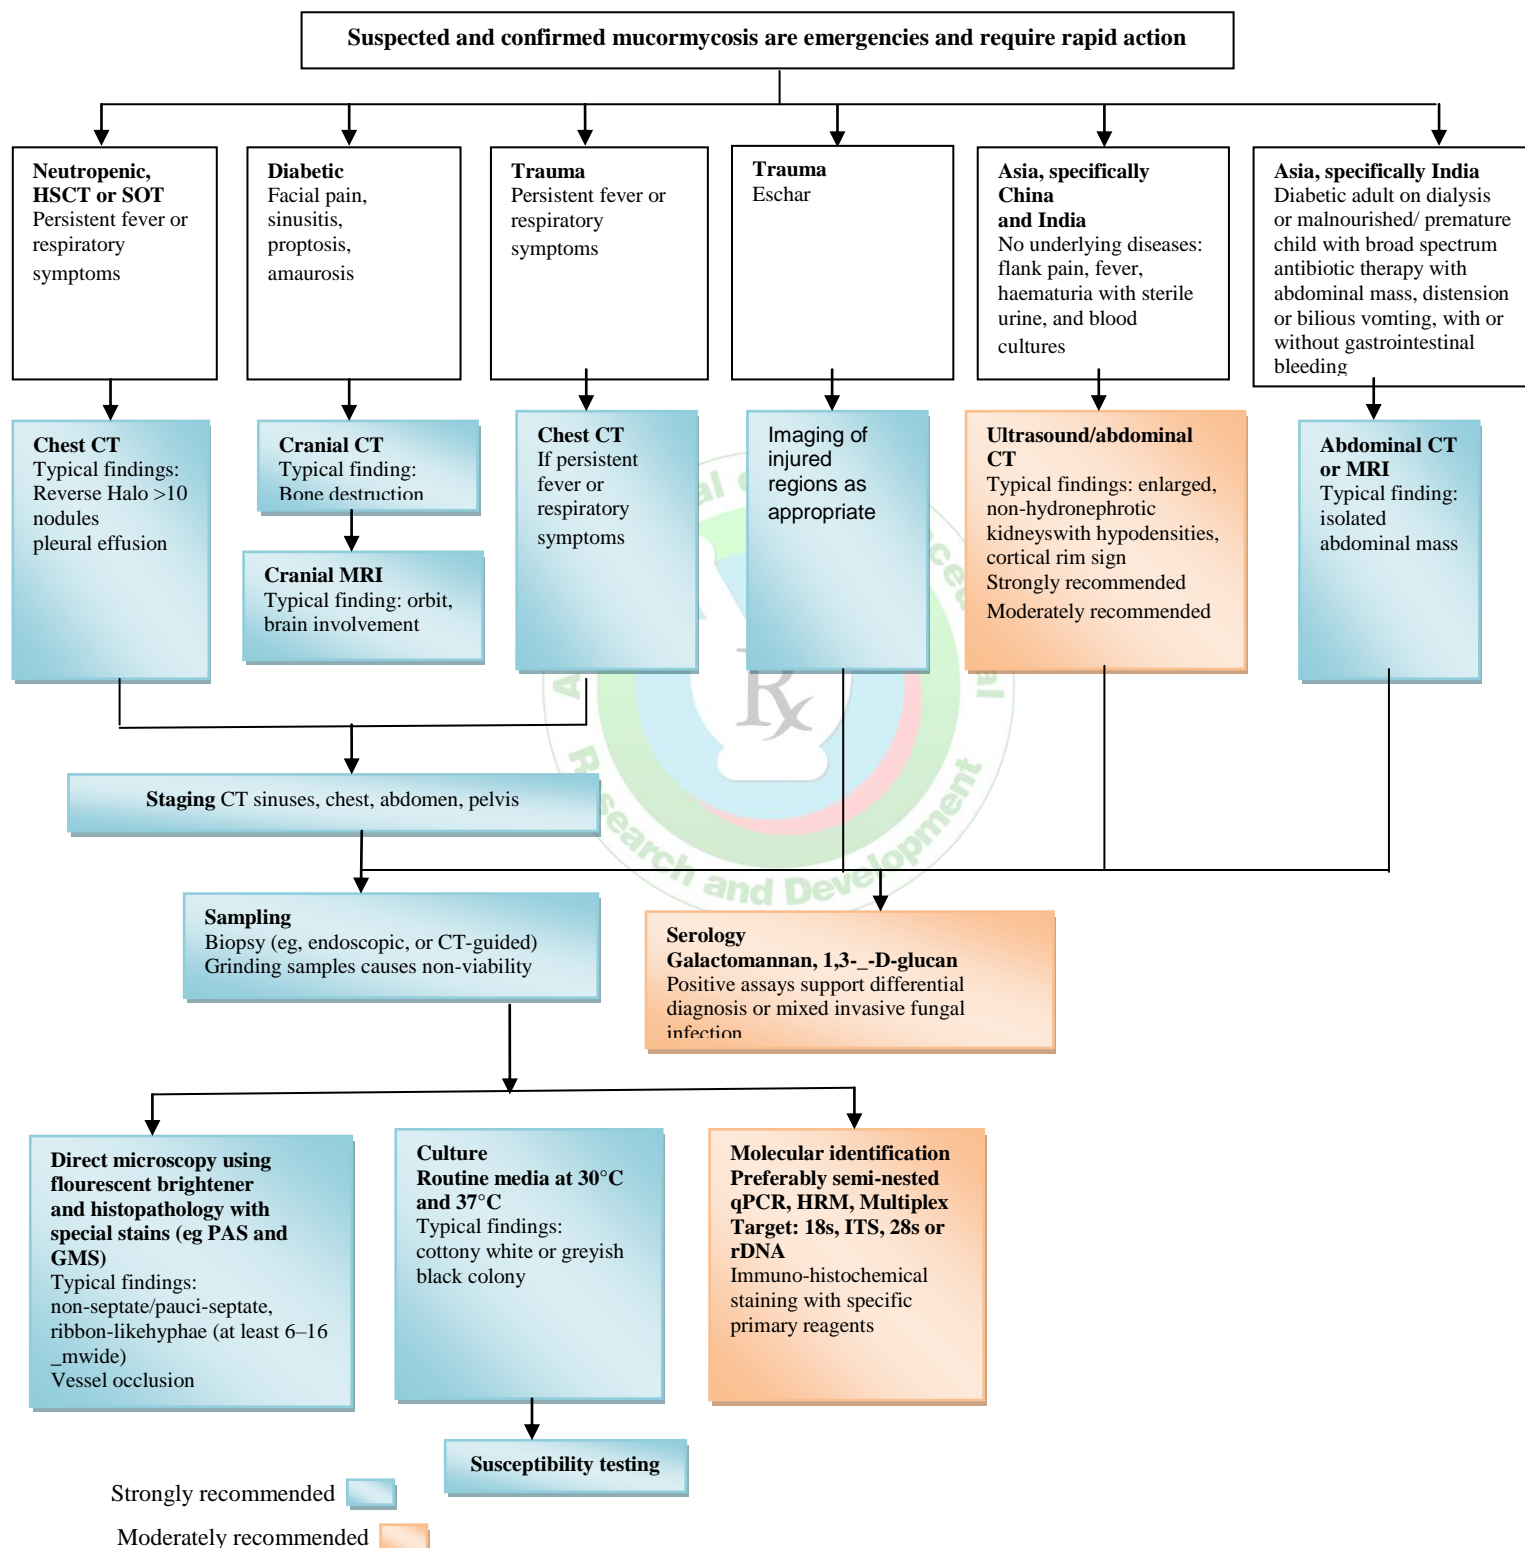 Suspected and confirmed mucormycosis are emergencies and require rapid action
Neutropenic,
HSCT or SOT
Persistent fever or
respiratory
symptoms
Diabetic
Facial pain,
sinusitis,
proptosis,
amaurosis
Trauma
Persistent fever or
respiratory
symptoms
Trauma
Eschar
Asia, specifically
China
and India
No underlying diseases:
flank pain, fever,
haematuria with sterile
urine, and blood
cultures
Asia, specifically India
Diabetic adult on dialysis
or malnourished/ premature
child with broad spectrum
antibiotic therapy with
abdominal mass, distension
or bilious vomting, with or
without gastrointestinal
bleeding
Chest CT
Typical findings:
Reverse Halo >10
nodules
pleural effusion
Cranial CT
Typical finding:
Bone destruction
Cranial MRI
Typical finding: orbit,
brain involvement
Chest CT
If persistent
fever or
respiratory
symptoms
Imaging of
injured
regions as
appropriate
Ultrasound/abdominal
CT
Typical findings: enlarged,
non-hydronephrotic
kidneyswith hypodensities,
cortical rim sign
Strongly recommended
Moderately recommended
Abdominal CT
or MRI
Typical finding:
isolated
abdominal mass
Staging CT sinuses, chest, abdomen, pelvis
Research and Development
Sampling
Biopsy (eg, endoscopic, or CT-guided)
Grinding samples causes non-viability
Serology
Galactomannan, 1,3-_-D-glucan
Positive assays support differential
diagnosis or mixed invasive fungal
infection
Direct microscopy using
flourescent brightener
and histopathology with
special stains (eg PAS and
GMS)
Typical findings:
non-septate/pauci-septate,
ribbon-likehyphae (at least 6–16
_mwide)
Vessel occlusion
Culture
Routine media at 30°C
and 37°C
Typical findings:
cottony white or greyish
black colony
Molecular identification
Preferably semi-nested
qPCR, HRM, Multiplex
Target: 18s, ITS, 28s or
rDNA
Immuno-histochemical
staining with specific
primary reagents
Susceptibility testing
Strongly recommended
Moderately recommended